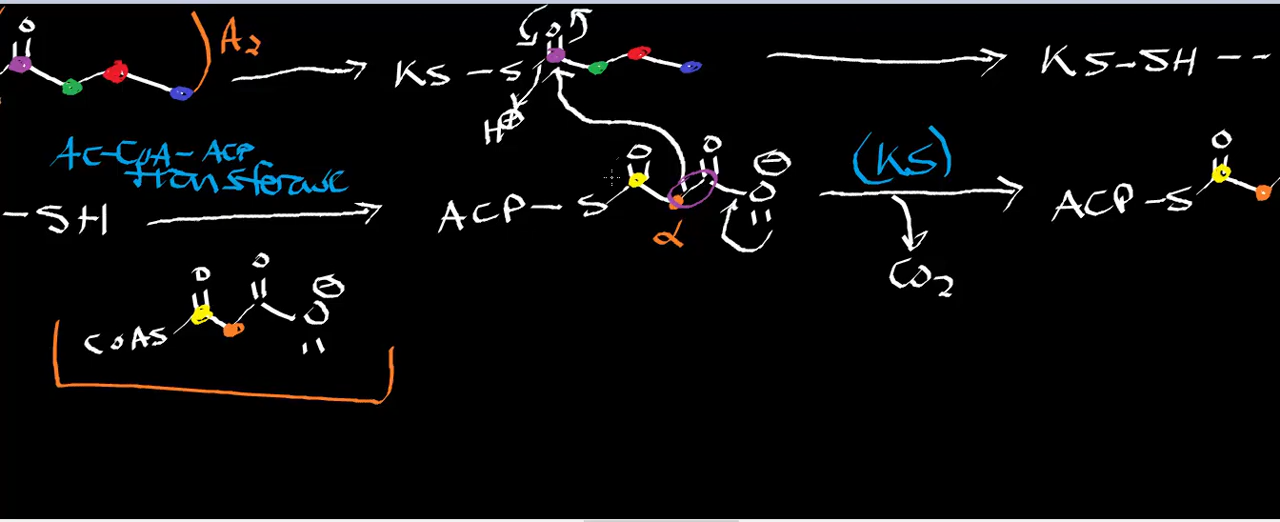 O
A2
KS - S
O
KS-SH --
H⊕
Ac-CoA-ACP
transferase
-SH
ACP - S
O
O
O
⊖
α
(KS)
CO2
ACP-S
O
CoAS
O
O
O
⊖